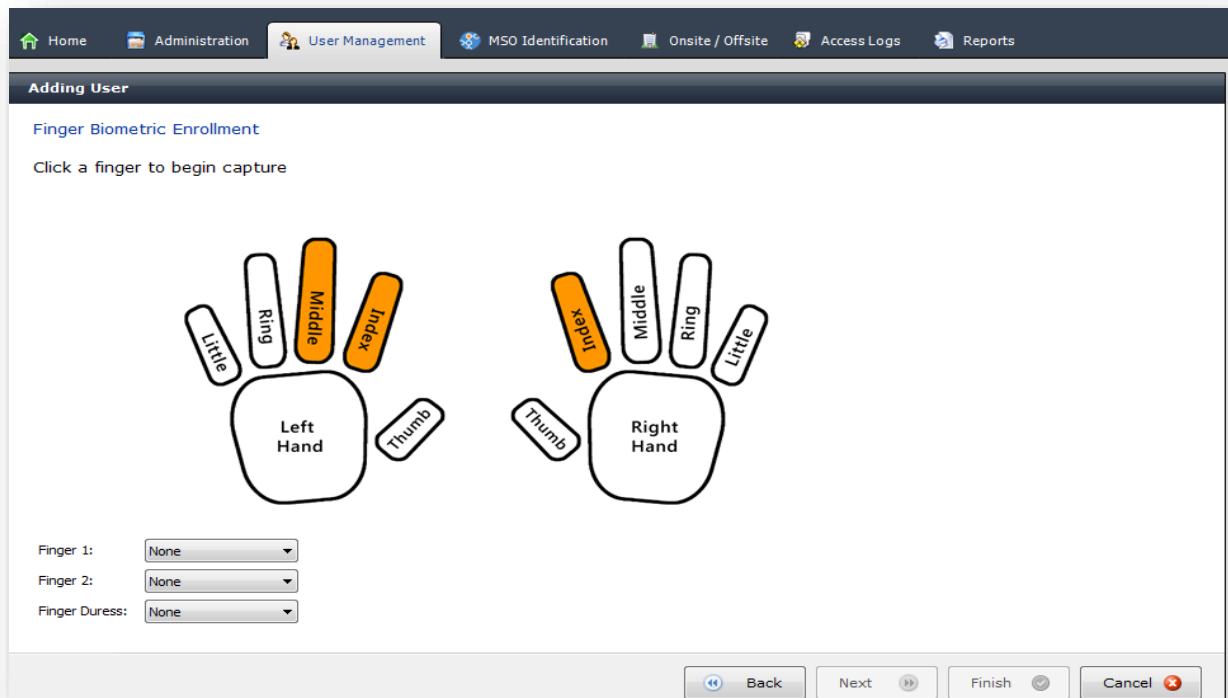 Home Administration User Management MSO Identification Onsite / Offsite Access Logs Reports
Adding User
Finger Biometric Enrollment
Click a finger to begin capture
Little Ring Middle Index Thumb
Left
Hand
Thumb Index Middle Ring Little
Right
Hand
Finger 1: None
Finger 2: None
Finger Duress: None
Back Next Finish Cancel